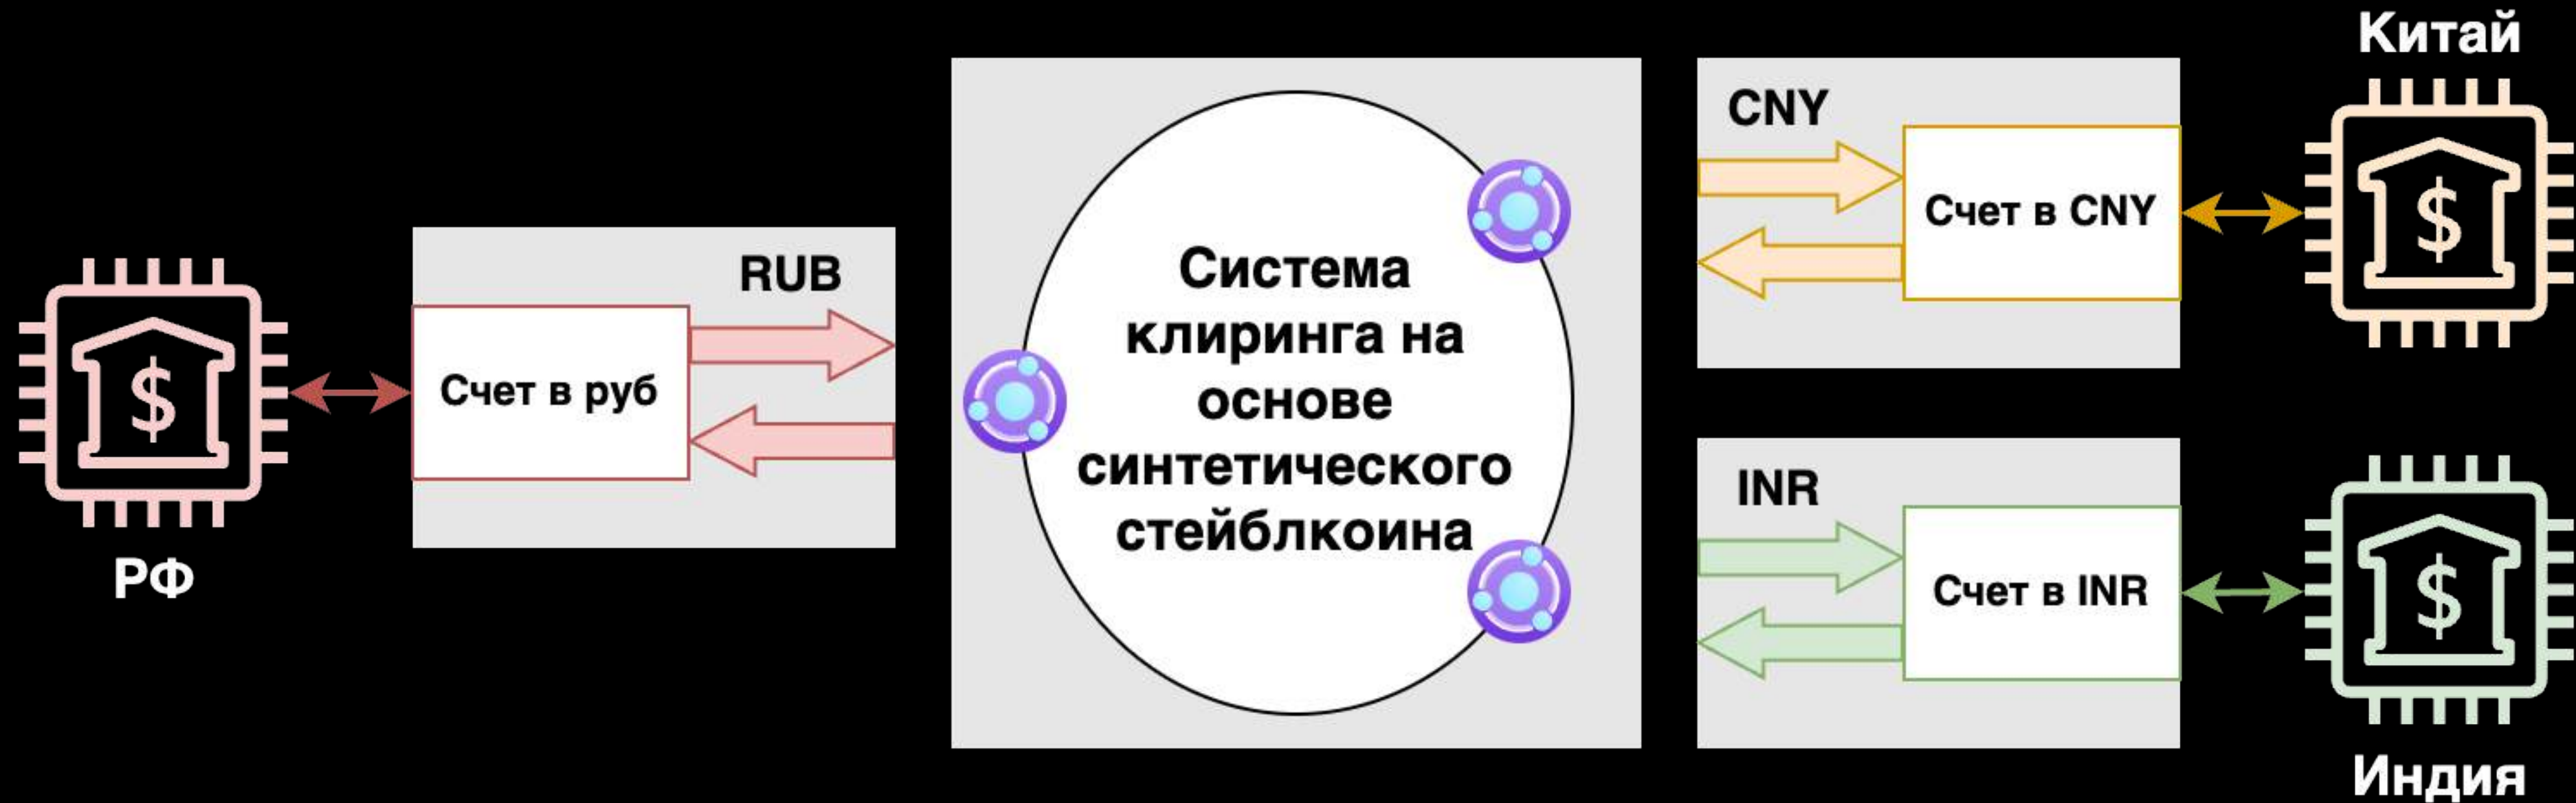 РФ
Счет в руб
RUB
Система
клиринга на
основе
синтетического
стейблкоина
CNY
Счет в CNY
Китай
INR
Счет в INR
Индия
$
$
$